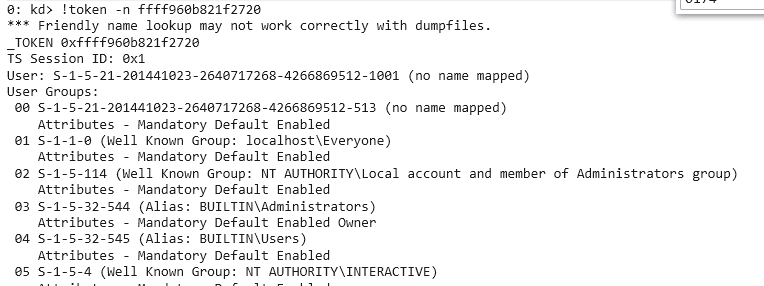 0: kd> !token -n ffff960b821f2720
*** Friendly name lookup may not work correctly with dumpfiles.
_TOKEN 0xffff960b821f2720
TS Session ID: 0x1
User: S-1-5-21-201441023-2640717268-4266869512-1001 (no name mapped)
User Groups:
00 S-1-5-21-201441023-2640717268-4266869512-513 (no name mapped)
Attributes - Mandatory Default Enabled
01 S-1-1-0 (Well Known Group: localhost\Everyone)
Attributes - Mandatory Default Enabled
02 S-1-5-114 (Well Known Group: NT AUTHORITY\Local account and member of Administrators group)
Attributes - Mandatory Default Enabled
03 S-1-5-32-544 (Alias: BUILTIN\Administrators)
Attributes - Mandatory Default Enabled Owner
04 S-1-5-32-545 (Alias: BUILTIN\Users)
Attributes - Mandatory Default Enabled
05 S-1-5-4 (Well Known Group: NT AUTHORITY\INTERACTIVE)